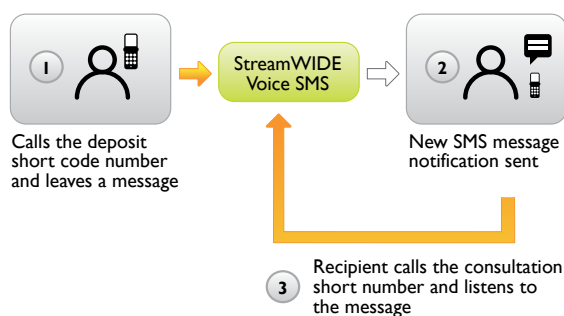 1
StreamWIDE
Voice SMS
2
Calls the deposit
short code number
and leaves a message
New SMS message
notification sent
3
Recipient calls the consultation
short number and listens to
the message